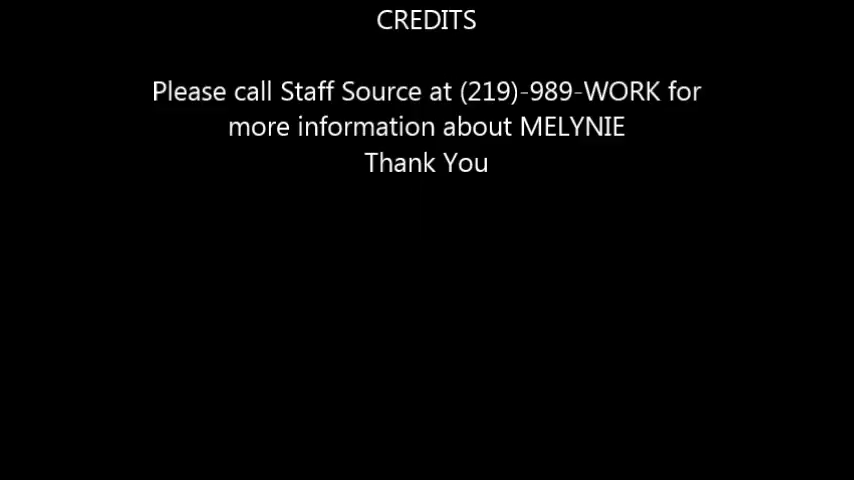 CREDITS
Please call Staff Source at (219)-989-WORK for
more information about MELYNIE
Thank You